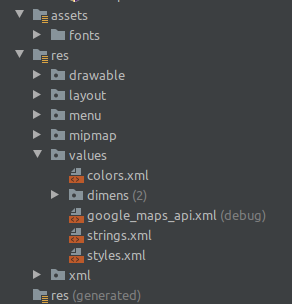 assets
fonts
res
drawable
layout
menu
mipmap
values
colors.xml
dimens (2)
google_maps_api.xml (debug)
strings.xml
styles.xml
xml
res (generated)